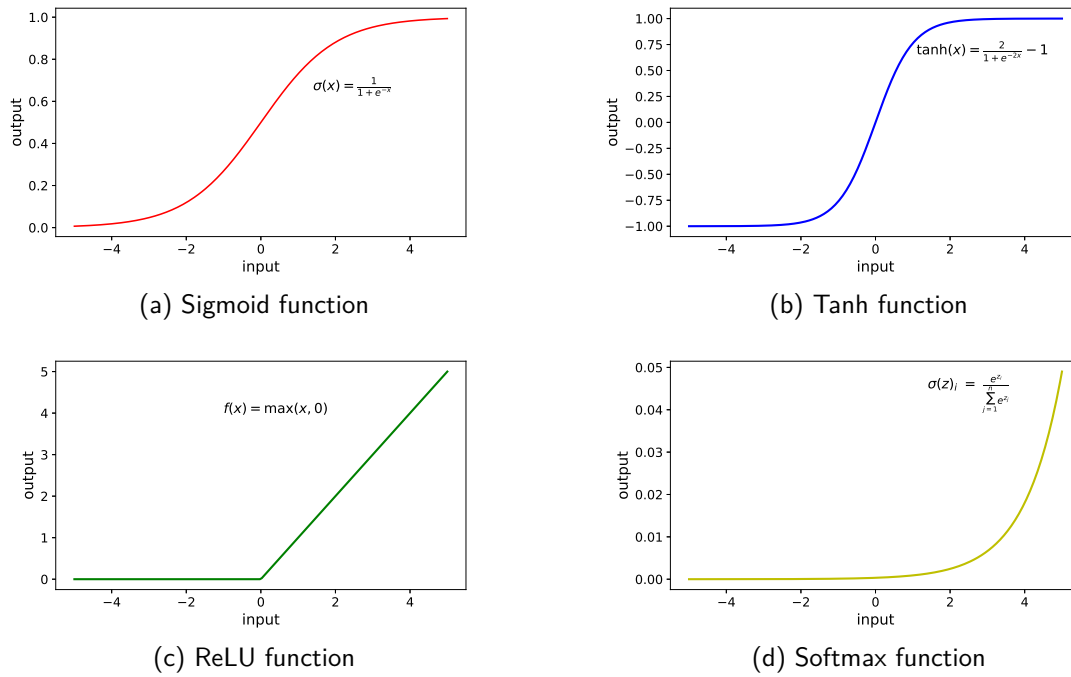 1.0
0.8
0.6
0.4
0.2
0.0
output
σ(x) = 1/(1 + e^{-x})
−4 −2 0 2 4
input
(a) Sigmoid function
1.00
0.75
0.50
0.25
0.00
−0.25
−0.50
−0.75
−1.00
output
tanh(x) = 2/(1 + e^{−2x}) − 1
−4 −2 0 2 4
input
(b) Tanh function
5
4
3
2
1
0
output
f(x) = max(x, 0)
−4 −2 0 2 4
input
(c) ReLU function
0.05
0.04
0.03
0.02
0.01
0.00
output
σ(z)_i = e^{z_i}/∑_{j=1}^{n} e^{z_j}
−4 −2 0 2 4
input
(d) Softmax function